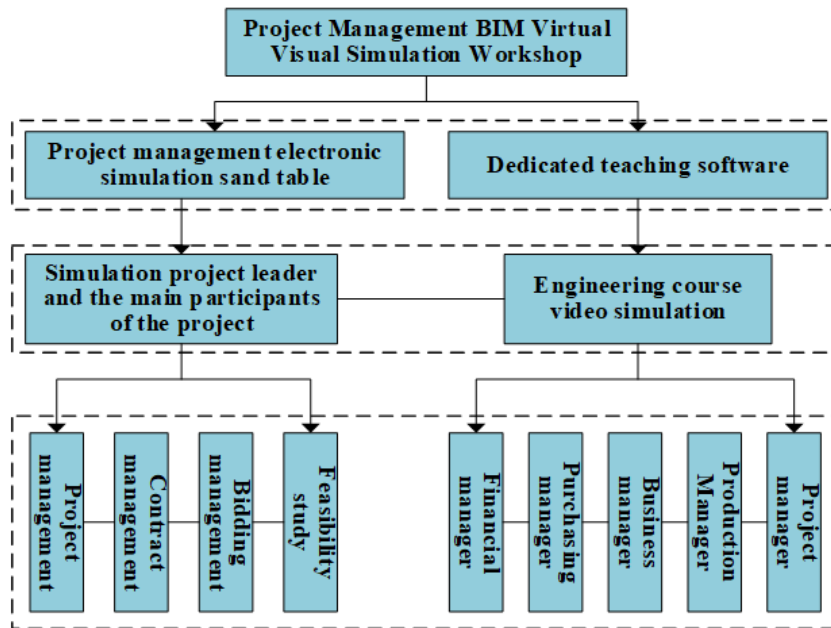 Project Management BIM Virtual
Visual Simulation Workshop
Project management electronic
simulation sand table
Dedicated teaching software
Simulation project leader
and the main participants
of the project
Engineering course
video simulation
Project
management
Contract
management
Bidding
management
Feasibility
study
Financial
manager
Purchasing
manager
Business
manager
Production
Manager
Project
manager